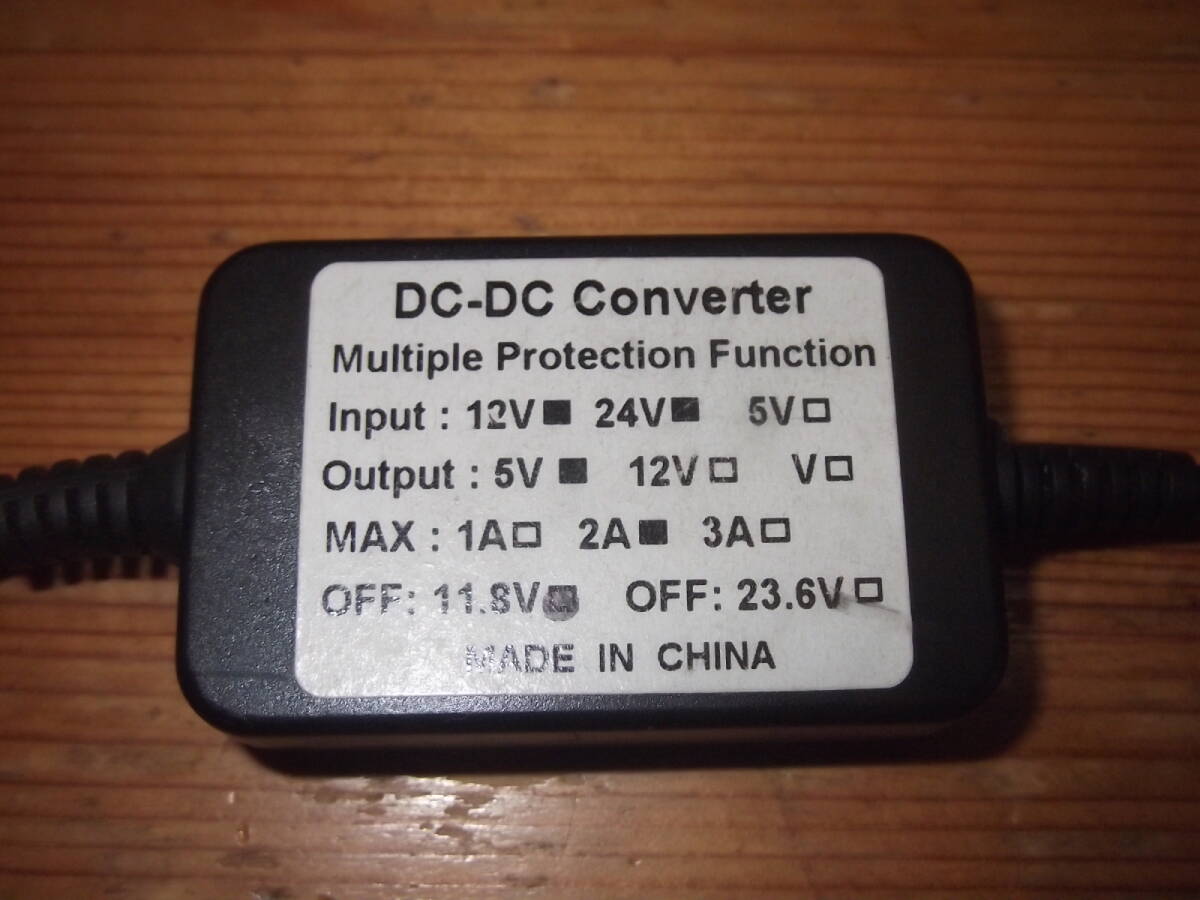 DC-DC Converter
Multiple Protection Function
Input : 12V ■ 24V ■ 5V □
Output : 5V ■ 12V □ V □
MAX : 1A □ 2A ■ 3A □
OFF: 11.8V ■ OFF: 23.6V □
MADE IN CHINA